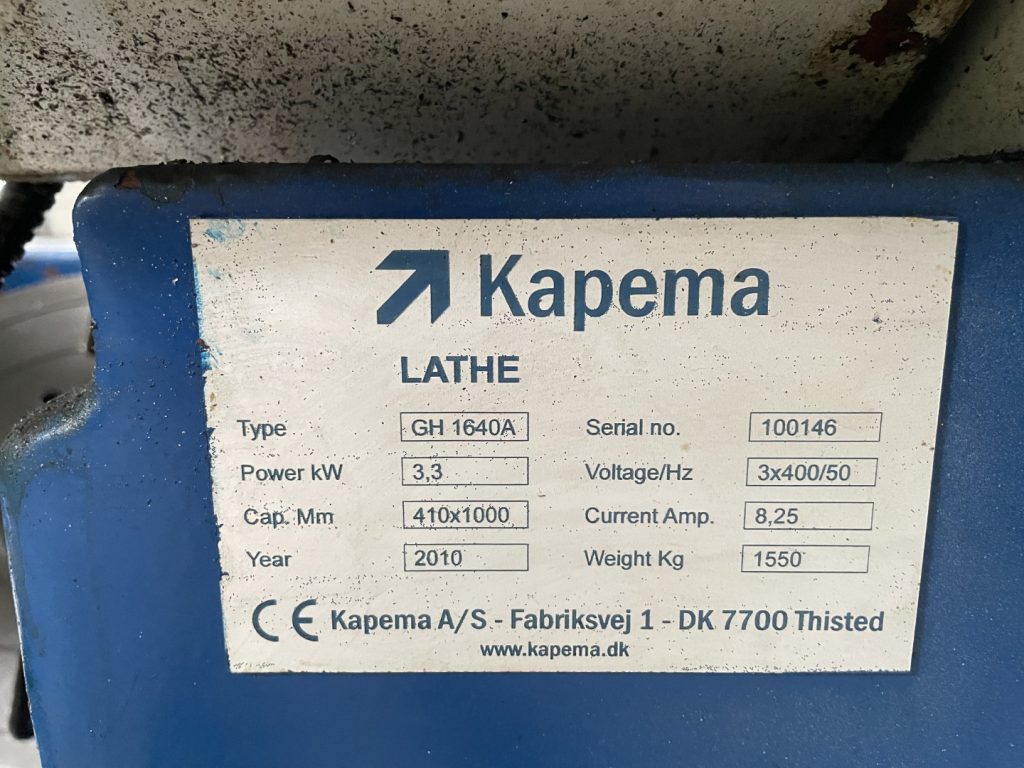 Kapema
LATHE
Type GH 1640A Serial no. 100146
Power kW 3,3 Voltage/Hz 3x400/50
Cap. Mm 410x1000 Current Amp. 8,25
Year 2010 Weight Kg 1550
CE Kapema A/S - Fabriksvej 1 - DK 7700 Thisted
www.kapema.dk